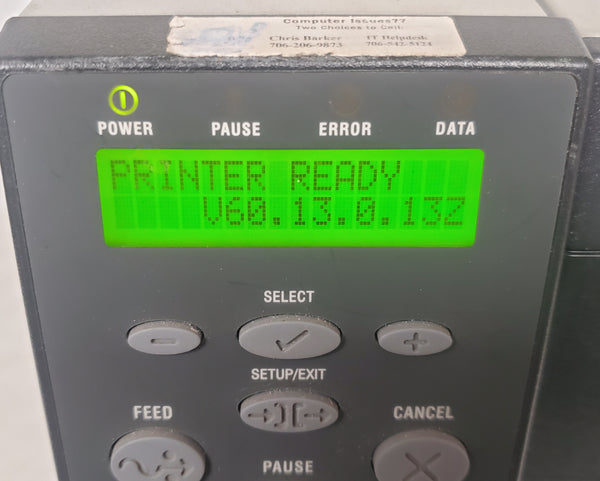 Computer Issues??
Two Choices to Call:
Chris Barker IT Helpdesk
706-206-9873 706-542-5124
POWER PAUSE ERROR DATA
PRINTER READY
V60.13.0.13Z
SELECT
- +
SETUP/EXIT
FEED CANCEL
PAUSE